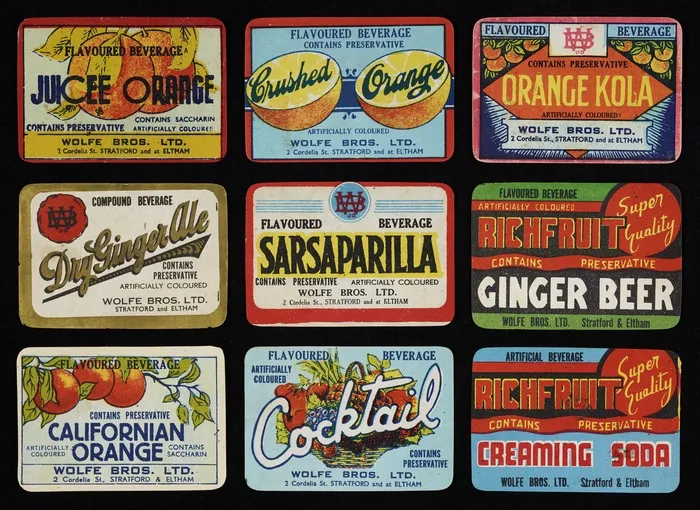 FLAVOURED BEVERAGE
JUICEE ORANGE
CONTAINS SACCHARIN
CONTAINS PRESERVATIVE ARTIFICIALLY COLOURED
WOLFE BROS. LTD.
2 Cordelia St., STRATFORD and at ELTHAM
FLAVOURED BEVERAGE
CONTAINS PRESERVATIVE
Crushed Orange
ARTIFICIALLY COLOURED
WOLFE BROS. LTD.
2 Cordelia St., STRATFORD and at ELTHAM
FLAVOURED BEVERAGE
CONTAINS PRESERVATIVE
ORANGE KOLA
ARTIFICIALLY COLOURED
WOLFE BROS. LTD.
2 Cordelia St., STRATFORD and at ELTHAM
COMPOUND BEVERAGE
Dry Ginger Ale
CONTAINS
PRESERVATIVE
ARTIFICIALLY COLOURED
WOLFE BROS. LTD.
STRATFORD and ELTHAM
FLAVOURED BEVERAGE
SARSAPARILLA
CONTAINS PRESERVATIVE ARTIFICIALLY COLOURED
WOLFE BROS. LTD.
2 Cordelia St., STRATFORD and at ELTHAM
FLAVOURED BEVERAGE
ARTIFICIALLY COLOURED
Super
RICHFRUIT
Quality
CONTAINS PRESERVATIVE
GINGER BEER
WOLFE BROS. LTD. Stratford & Eltham
FLAVOURED BEVERAGE
CONTAINS PRESERVATIVE
CALIFORNIAN
ARTIFICIALLY COLOURED
ORANGE
CONTAINS SACCHARIN
WOLFE BROS. LTD.
2 Cordelia St., STRATFORD & ELTHAM
FLAVOURED BEVERAGE
ARTIFICIALLY
COLOURED
Cocktail
CONTAINS
PRESERVATIVE
WOLFE BROS. LTD.
2 Cordelia St., STRATFORD and at ELTHAM
ARTIFICIAL BEVERAGE
Super
RICHFRUIT
Quality
CONTAINS PRESERVATIVE
CREAMING SODA
WOLFE BROS. LTD. Stratford & Eltham